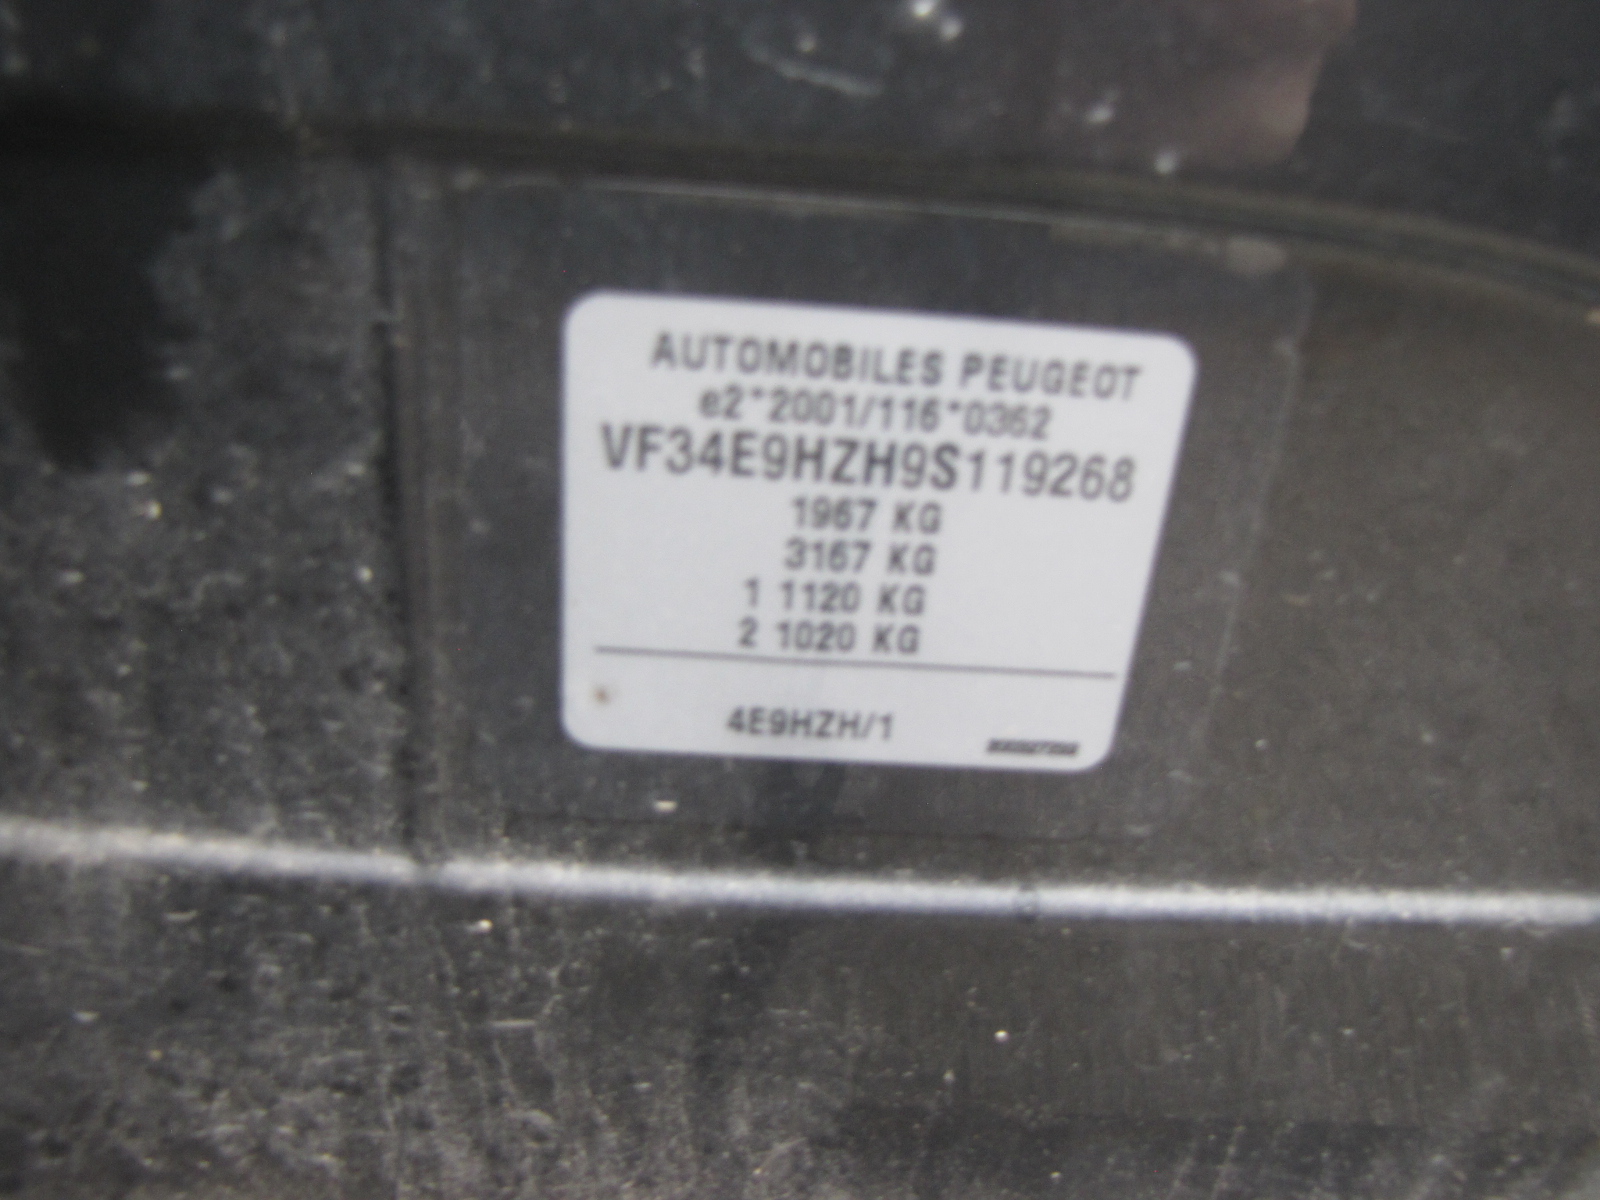 AUTOMOBILES PEUGEOT
e2*2001/116*0362
VF34E9HZH9S119268
1967 KG
3167 KG
1 1120 KG
2 1020 KG
4E9HZH/1